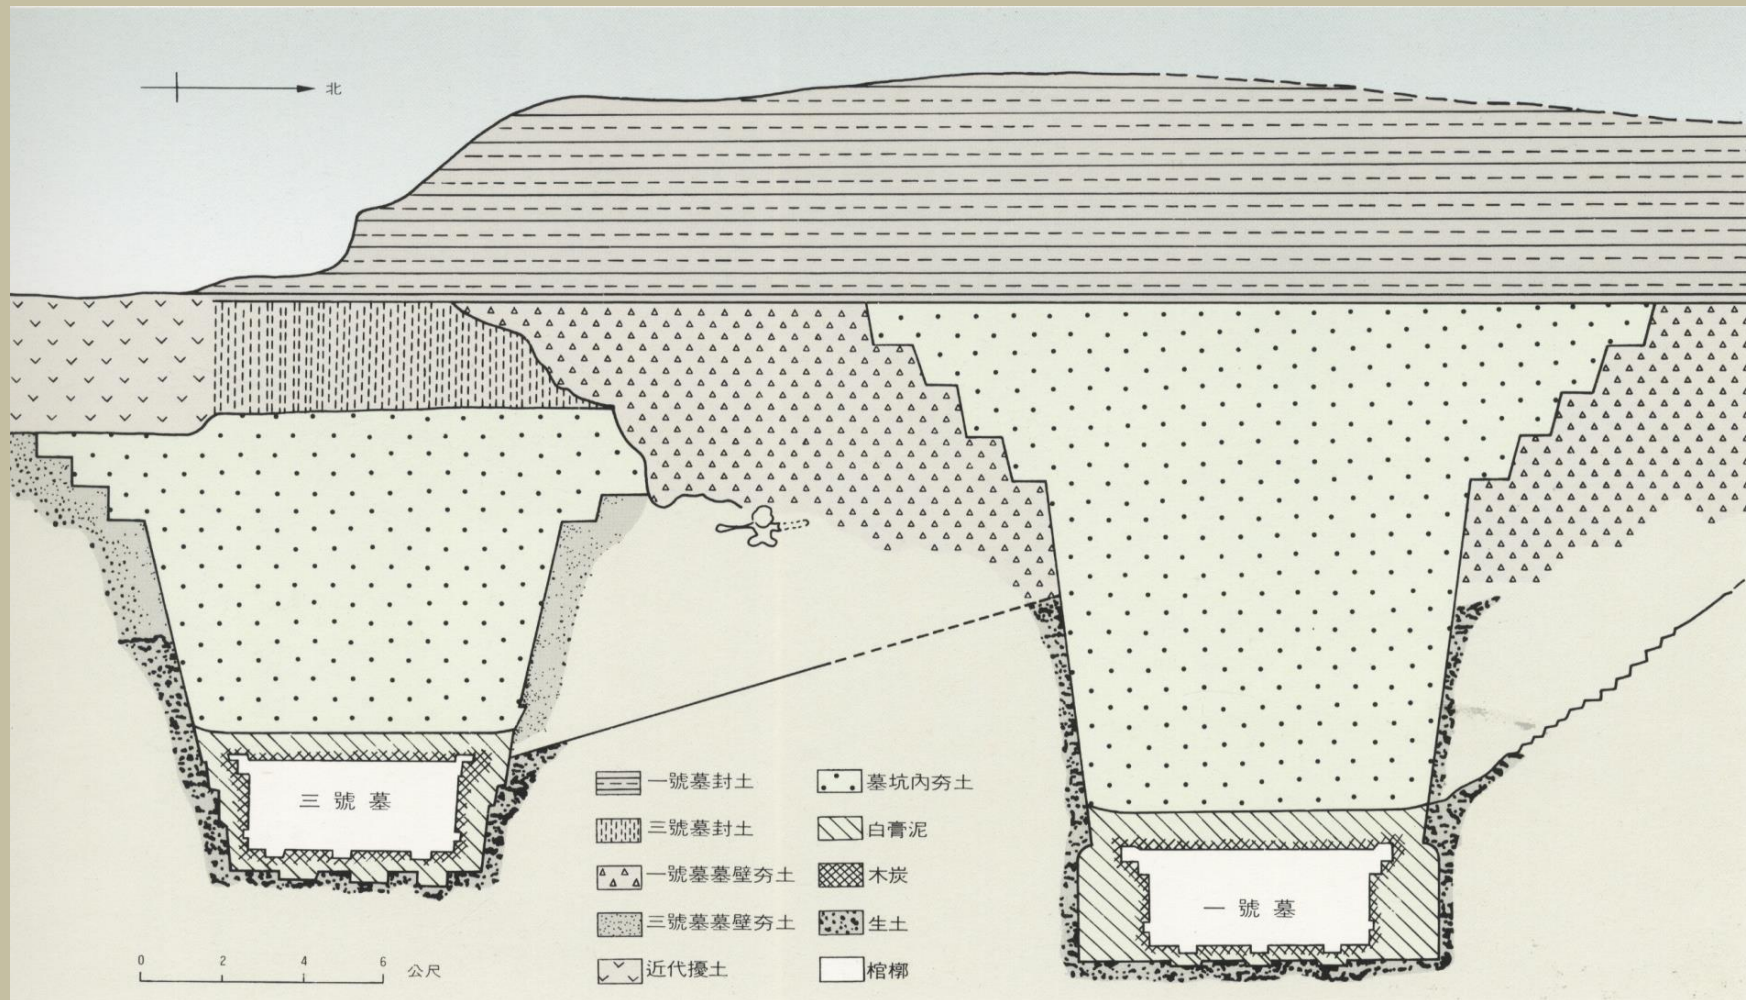 北
三號墓
一號墓
一號墓封土
三號墓封土
一號墓墓壁夯土
三號墓墓壁夯土
近代擾土
墓坑內夯土
白膏泥
木炭
生土
棺槨
0 2 4 6 公尺